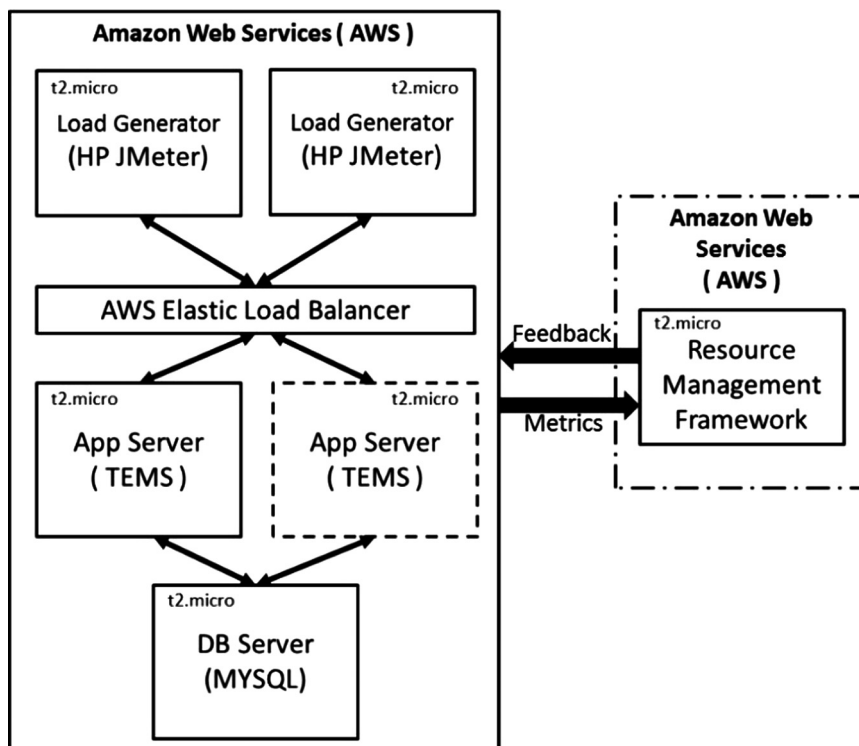 Amazon Web Services ( AWS )
t2.micro
Load Generator
(HP JMeter)
t2.micro
Load Generator
(HP JMeter)
AWS Elastic Load Balancer
t2.micro
App Server
( TEMS )
t2.micro
App Server
( TEMS )
t2.micro
DB Server
(MYSQL)
Feedback
Metrics
Amazon Web
Services
( AWS )
t2.micro
Resource
Management
Framework